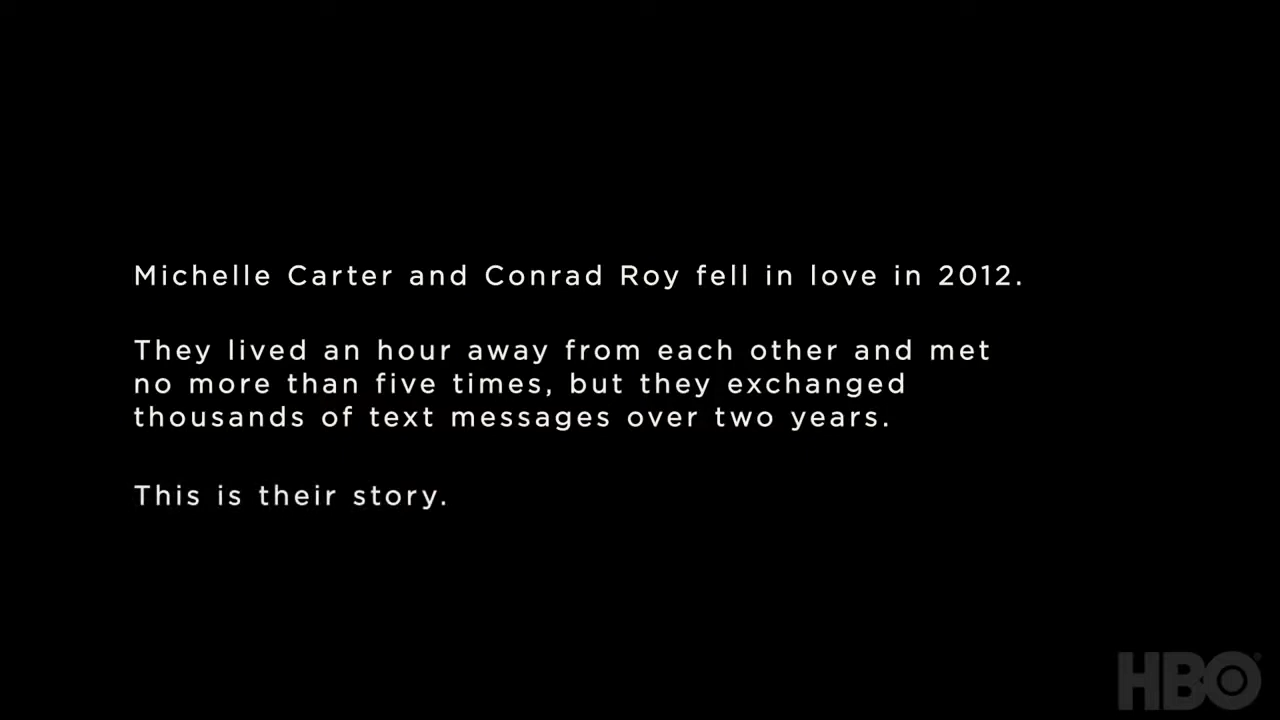 Michelle Carter and Conrad Roy fell in love in 2012.
They lived an hour away from each other and met
no more than five times, but they exchanged
thousands of text messages over two years.
This is their story.
HBO®